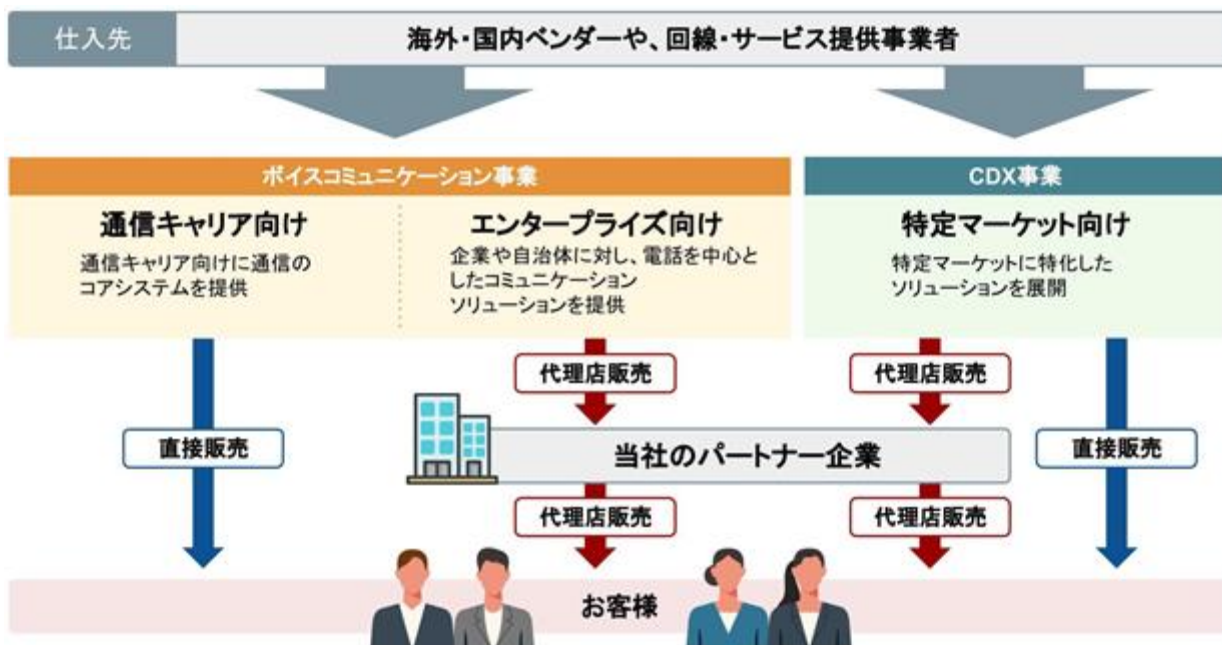 仕入先
海外・国内ベンダーや、回線・サービス提供事業者
ボイスコミュニケーション事業
CDX事業
通信キャリア向け
通信キャリア向けに通信の
コアシステムを提供
エンタープライズ向け
企業や自治体に対し、電話を中心と
したコミュニケーション
ソリューションを提供
特定マーケット向け
特定マーケットに特化した
ソリューションを展開
代理店販売
代理店販売
直接販売
当社のパートナー企業
直接販売
代理店販売
代理店販売
お客様